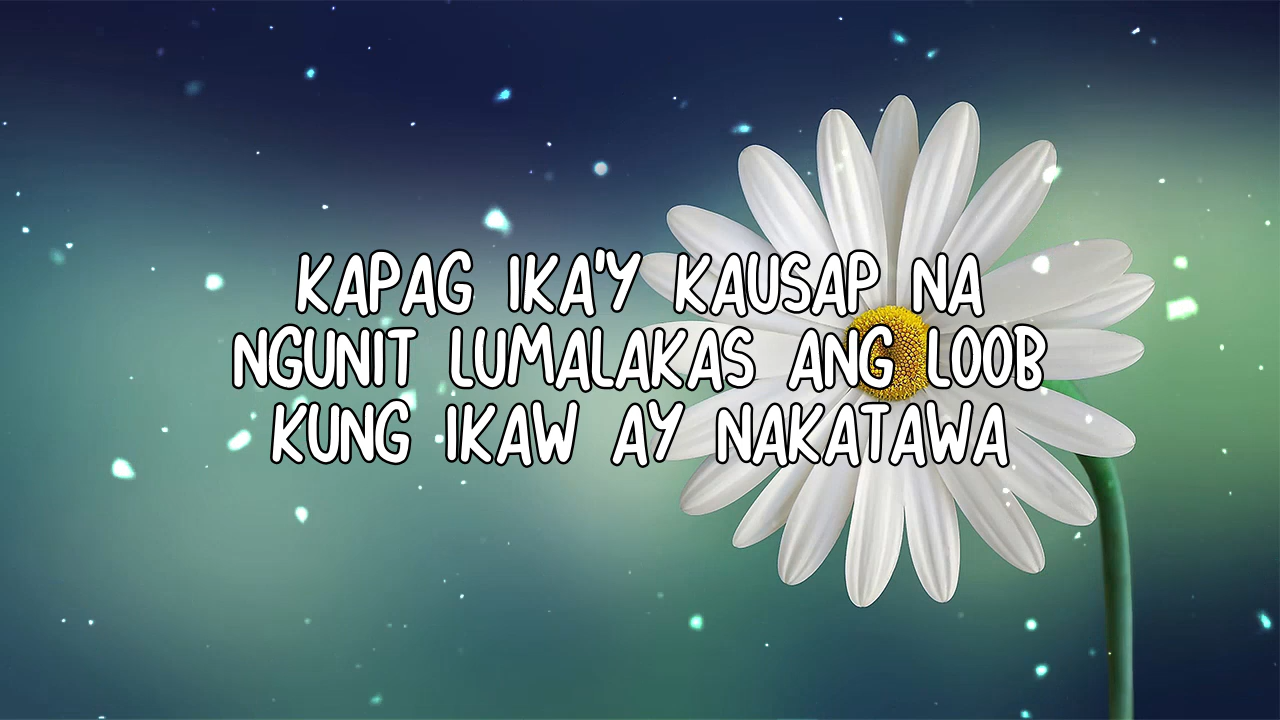 KAPAG IKA'Y KAUSAP NA
NGUNIT LUMALAKAS ANG LOOB
KUNG IKAW AY NAKATAWA